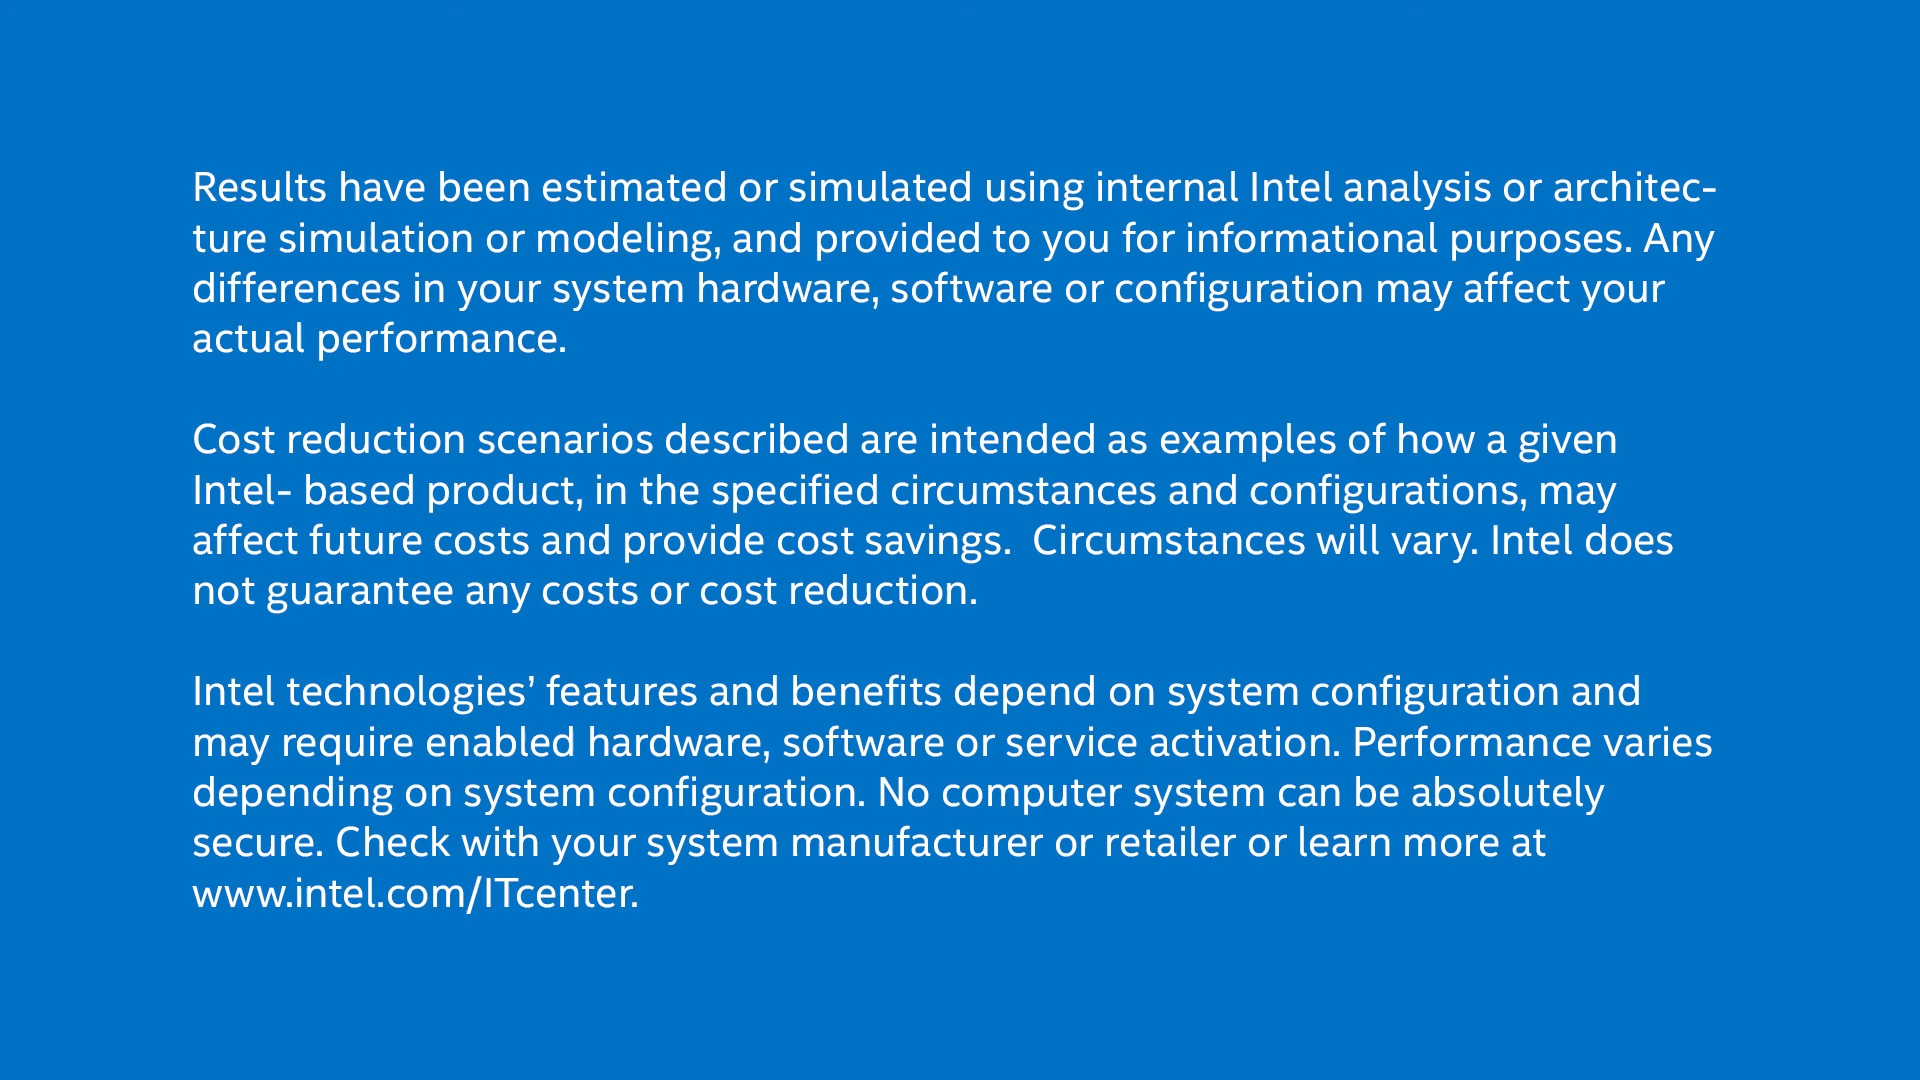 Results have been estimated or simulated using internal Intel analysis or architec-
ture simulation or modeling, and provided to you for informational purposes. Any
differences in your system hardware, software or configuration may affect your
actual performance.
Cost reduction scenarios described are intended as examples of how a given
Intel- based product, in the specified circumstances and configurations, may
affect future costs and provide cost savings.  Circumstances will vary. Intel does
not guarantee any costs or cost reduction.
Intel technologies’ features and benefits depend on system configuration and
may require enabled hardware, software or service activation. Performance varies
depending on system configuration. No computer system can be absolutely
secure. Check with your system manufacturer or retailer or learn more at
www.intel.com/ITcenter.